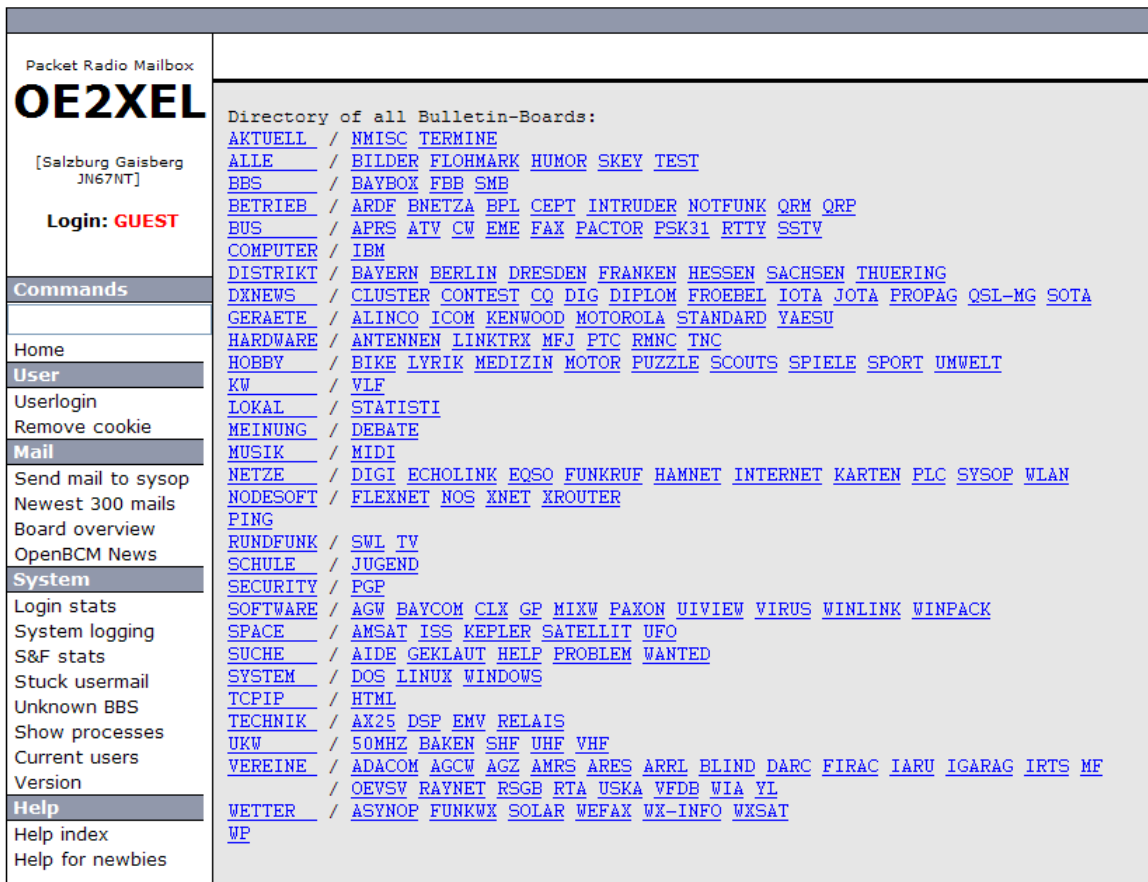 Packet Radio Mailbox
OE2XEL
[Salzburg Gaisberg
JN67NT]
Login: GUEST
Commands
Home
User
Userlogin
Remove cookie
Mail
Send mail to sysop
Newest 300 mails
Board overview
OpenBCM News
System
Login stats
System logging
S&F stats
Stuck usermail
Unknown BBS
Show processes
Current users
Version
Help
Help index
Help for newbies
Directory of all Bulletin-Boards:
AKTUELL / NMISC TERMINE
ALLE / BILDER FLOHMARK HUMOR SKEY TEST
BBS / BAYBOX FBB SMB
BETRIEB / ARDF BNETZA BPL CEPT INTRUDER NOTFUNK QRM QRP
BUS / APRS ATV CW EME FAX PACTOR PSK31 RTTY SSTV
COMPUTER / IBM
DISTRIKT / BAYERN BERLIN DRESDEN FRANKEN HESSEN SACHSEN THUERING
DXNEWS / CLUSTER CONTEST CQ DIG DIPLOM FROEBEL IOTA JOTA PROPAG QSL-MG SOTA
GERAETE / ALINCO ICOM KENWOOD MOTOROLA STANDARD YAESU
HARDWARE / ANTENNEN LINKTRX MFJ PTC RMNC TNC
HOBBY / BIKE LYRIK MEDIZIN MOTOR PUZZLE SCOUTS SPIELE SPORT UMWELT
KW / VLF
LOKAL / STATISTI
MEINUNG / DEBATE
MUSIK / MIDI
NETZE / DIGI ECHOLINK EQSO FUNKRUF HAMNET INTERNET KARTEN PLC SYSOP WLAN
NODESOFT / FLEXNET NOS XNET XROUTER
PING
RUNDFUNK / SWL TV
SCHULE / JUGEND
SECURITY / PGP
SOFTWARE / AGW BAYCOM CLX GP MIXW PAXON UIVIEW VIRUS WINLINK WINPACK
SPACE / AMSAT ISS KEPLER SATELLIT UFO
SUCHE / AIDE GEKLAUT HELP PROBLEM WANTED
SYSTEM / DOS LINUX WINDOWS
TCPIP / HTML
TECHNIK / AX25 DSP EMV RELAIS
UKW / 50MHZ BAKEN SHF UHF VHF
VEREINE / ADACOM AGCW AGZ AMRS ARES ARRL BLIND DARC FIRAC IARU IGARAG IRTS MF
/ OEVSV RAYNET RSGB RTA USKA VFDB WIA YL
WETTER / ASYNOP FUNKWX SOLAR WEFAX WX-INFO WXSAT
WP